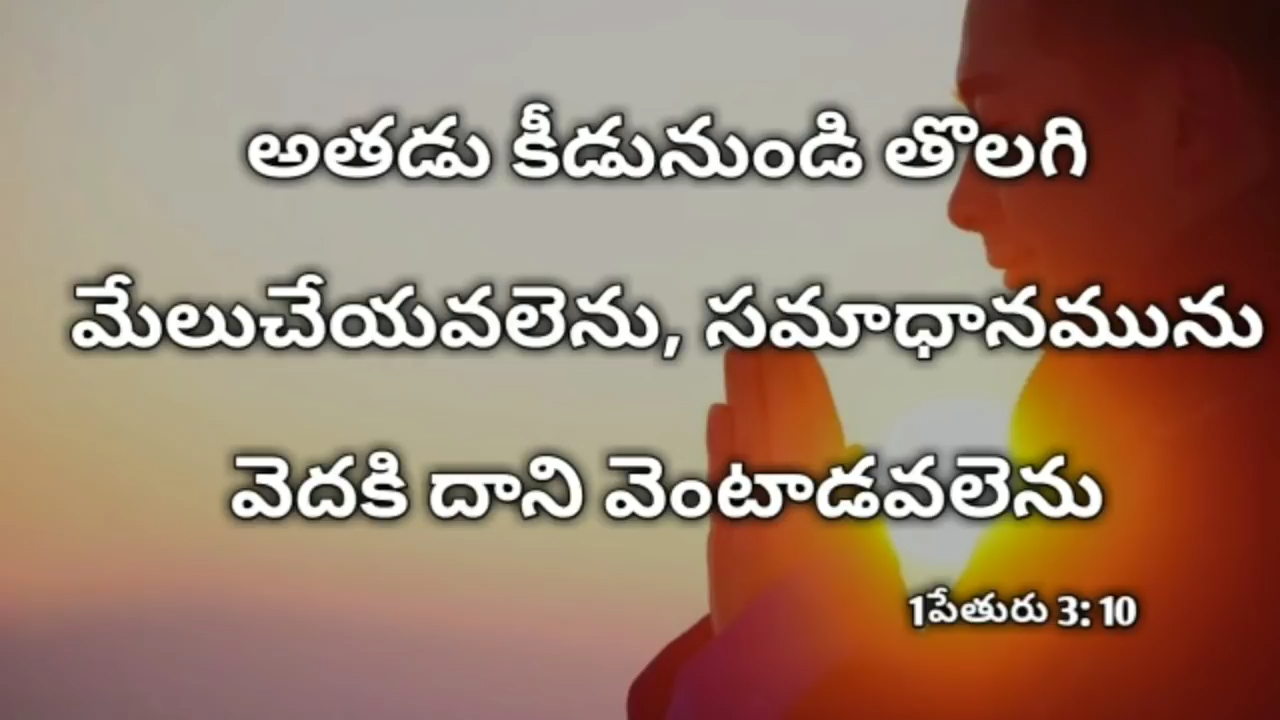 అతడు కీడునుండి తొలగి
మేలుచేయవలెను, సమాధానమును
వెదకి దాని వెంటాడవలెను
1పేతురు 3: 10